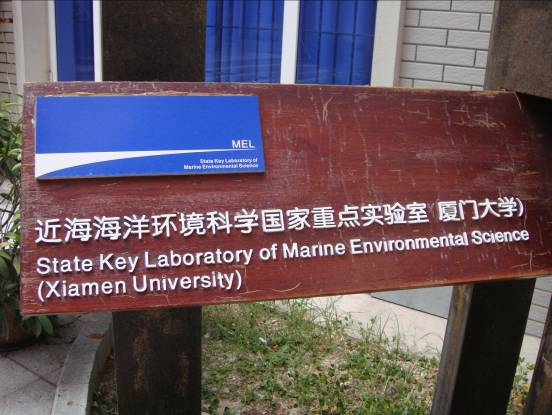 MEL
State Key Laboratory of
Marine Environmental Science
近海海洋环境科学国家重点实验室 厦门大学)
State Key Laboratory of Marine Environmental Science
(Xiamen University)